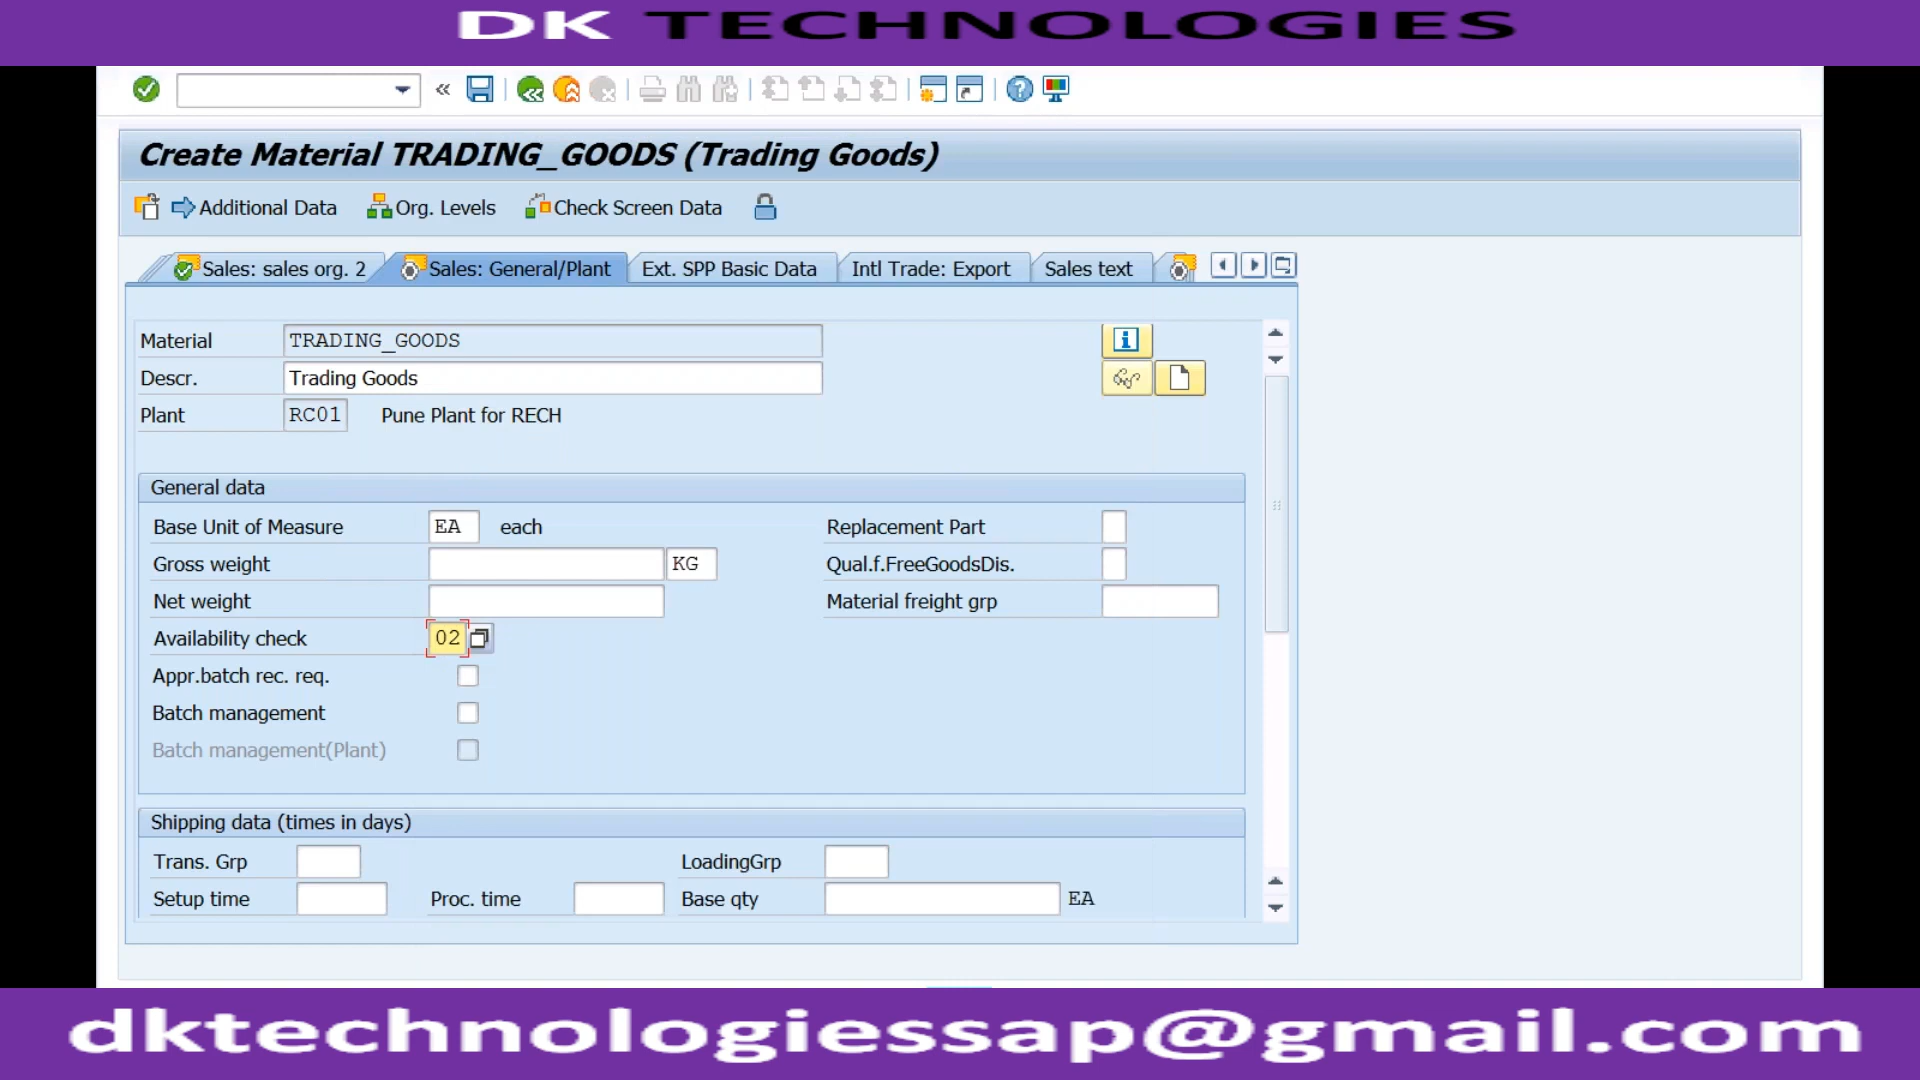 DK TECHNOLOGIES
Create Material TRADING_GOODS (Trading Goods)
Additional Data Org. Levels Check Screen Data
Sales: sales org. 2 Sales: General/Plant Ext. SPP Basic Data Intl Trade: Export Sales text
Material TRADING_GOODS
Descr. Trading Goods
Plant RC01 Pune Plant for RECH
General data
Base Unit of Measure EA each Replacement Part
Gross weight KG Qual.f.FreeGoodsDis.
Net weight Material freight grp
Availability check 02
Appr.batch rec. req.
Batch management
Batch management(Plant)
Shipping data (times in days)
Trans. Grp LoadingGrp
Setup time Proc. time Base qty EA
dktechnologiessap@gmail.com